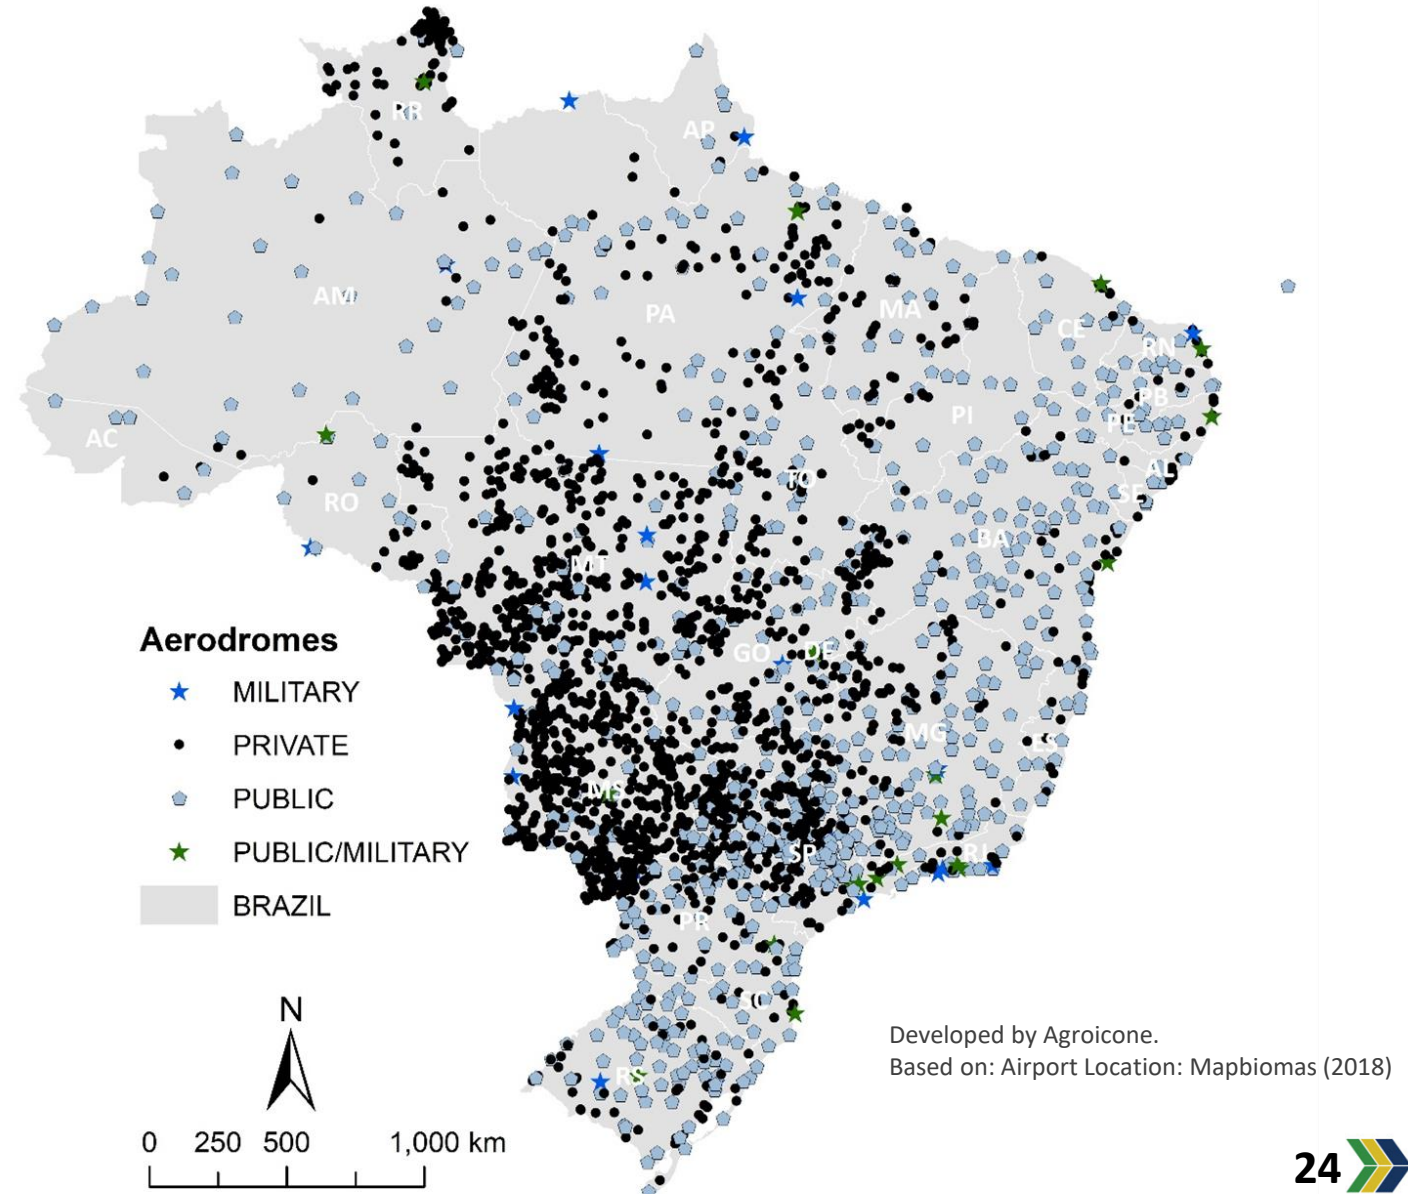 RR
AP
AM
PA
MA
CE
RN
PB
PE
PI
AC
AL
TO
SE
RO
BA
MT
GO
DF
MG
ES
MS
SP
RJ
PR
SC
RS
Aerodromes
MILITARY
PRIVATE
PUBLIC
PUBLIC/MILITARY
BRAZIL
N
0 250 500 1,000 km
Developed by Agroicone.
Based on: Airport Location: Mapbiomas (2018)
24